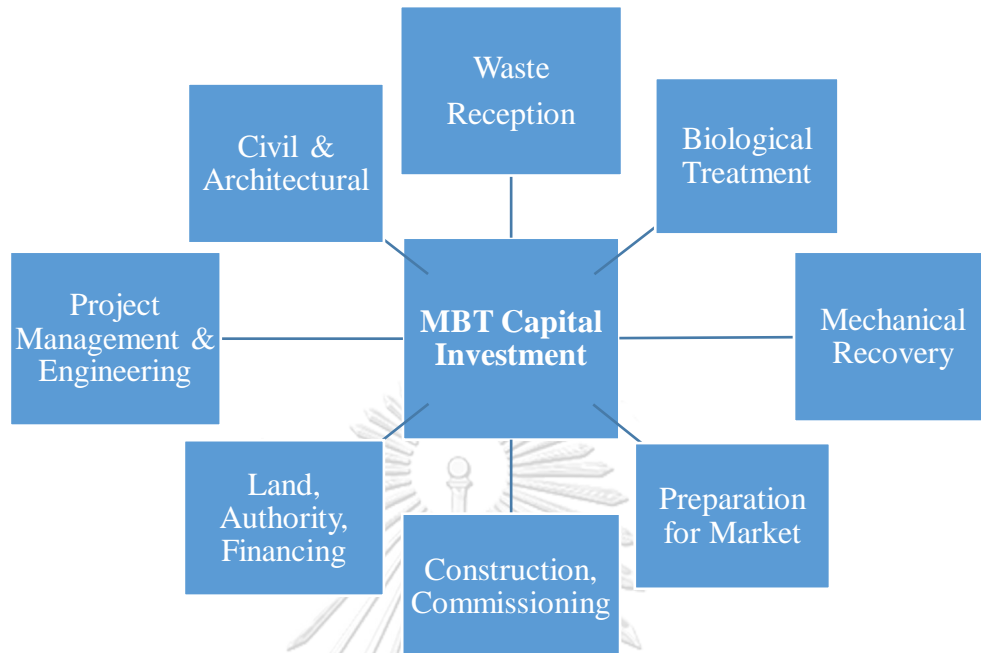 Waste
Reception
Civil &
Architectural
Biological
Treatment
Project
Management &
Engineering
MBT Capital
Investment
Mechanical
Recovery
Land,
Authority,
Financing
Construction,
Commissioning
Preparation
for Market